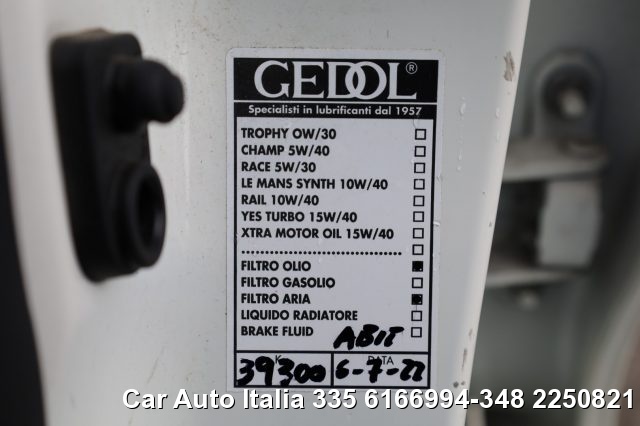 GEDOL®
Specialisti in lubrificanti dal 1957
TROPHY OW/30
CHAMP 5W/40
RACE 5W/30
LE MANS SYNTH 10W/40
RAIL 10W/40
YES TURBO 15W/40
XTRA MOTOR OIL 15W/40
........................................
FILTRO OLIO
FILTRO GASOLIO
FILTRO ARIA
LIQUIDO RADIATORE
BRAKE FLUID ABIT
K DATA
39300 6-7-22
Car Auto Italia 335 6166994-348 2250821